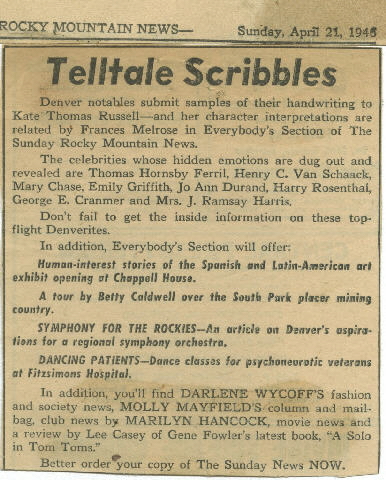 ROCKY MOUNTAIN NEWS— Sunday, April 21, 1946
Telltale Scribbles
Denver notables submit samples of their handwriting to
Kate Thomas Russell—and her character interpretations are
related by Frances Melrose in Everybody's Section of The
Sunday Rocky Mountain News.
The celebrities whose hidden emotions are dug out and
revealed are Thomas Hornsby Ferril, Henry C. Van Schaack,
Mary Chase, Emily Griffith, Jo Ann Durand, Harry Rosenthal,
George E. Cranmer and Mrs. J. Ramsay Harris.
Don't fail to get the inside information on these top-
flight Denverites.
In addition, Everybody's Section will offer:
Human-interest stories of the Spanish and Latin-American art
exhibit opening at Chappell House.
A tour by Betty Caldwell over the South Park placer mining
country.
SYMPHONY FOR THE ROCKIES—An article on Denver's aspira-
tions for a regional symphony orchestra.
DANCING PATIENTS—Dance classes for psychoneurotic veterans
at Fitzsimons Hospital.
In addition, you'll find DARLENE WYCOFF'S fashion
and society news, MOLLY MAYFIELD'S column and mail-
bag, club news by MARILYN HANCOCK, movie news and
a review by Lee Casey of Gene Fowler's latest book, "A Solo
in Tom Toms."
Better order your copy of The Sunday News NOW.